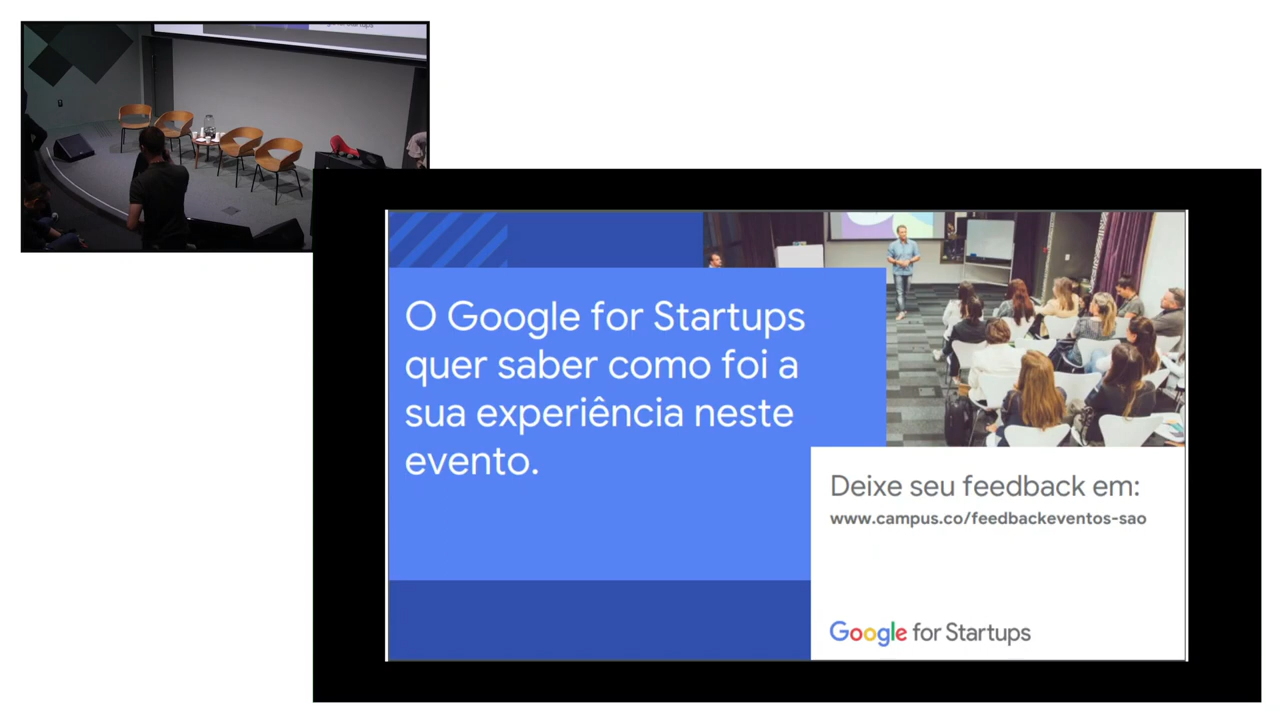 O Google for Startups
quer saber como foi a
sua experiência neste
evento.
Deixe seu feedback em:
www.campus.co/feedbackeventos-sao
Google for Startups